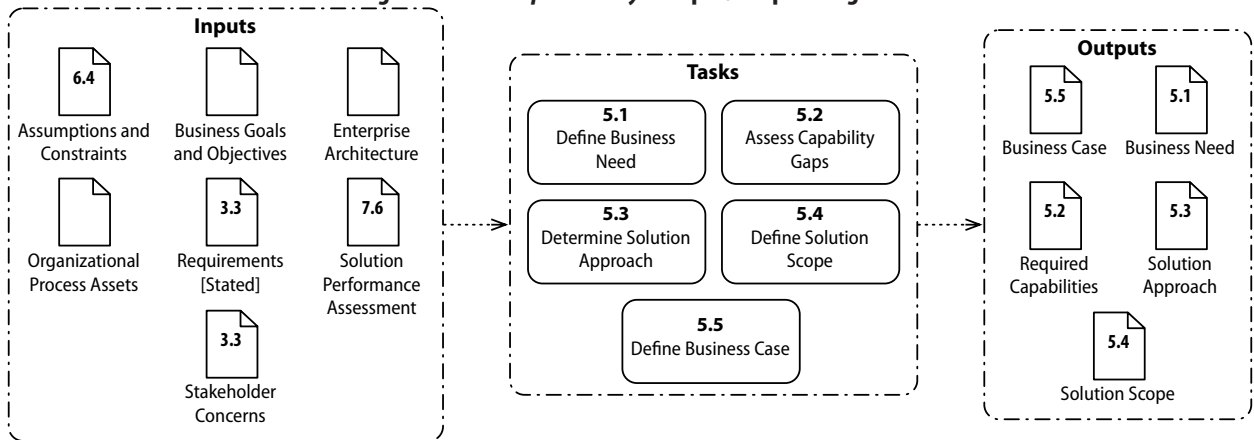 Inputs
6.4
Assumptions and
Constraints
Business Goals
and Objectives
Enterprise
Architecture
Organizational
Process Assets
3.3
Requirements
[Stated]
7.6
Solution
Performance
Assessment
3.3
Stakeholder
Concerns
Tasks
5.1
Define Business
Need
5.2
Assess Capability
Gaps
5.3
Determine Solution
Approach
5.4
Define Solution
Scope
5.5
Define Business Case
Outputs
5.5
Business Case
5.1
Business Need
5.2
Required
Capabilities
5.3
Solution
Approach
5.4
Solution Scope